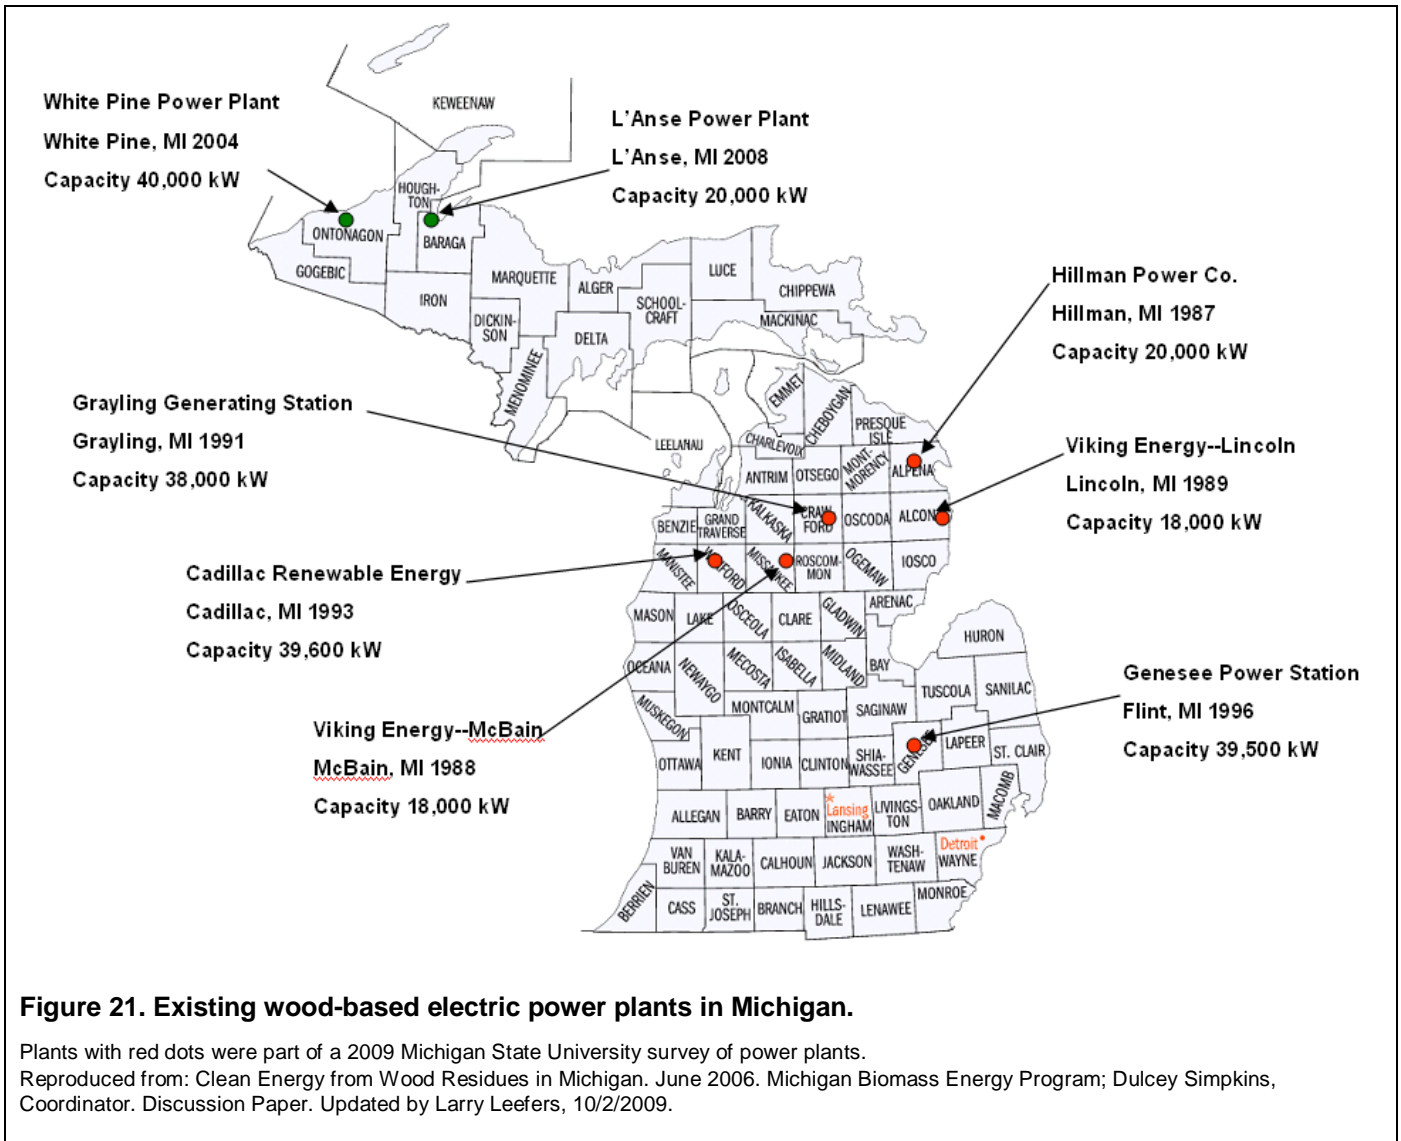 White Pine Power Plant
White Pine, MI 2004
Capacity 40,000 kW
L'Anse Power Plant
L'Anse, MI 2008
Capacity 20,000 kW
Hillman Power Co.
Hillman, MI 1987
Capacity 20,000 kW
Grayling Generating Station
Grayling, MI 1991
Capacity 38,000 kW
Viking Energy--Lincoln
Lincoln, MI 1989
Capacity 18,000 kW
Cadillac Renewable Energy
Cadillac, MI 1993
Capacity 39,600 kW
Viking Energy--McBain
McBain, MI 1988
Capacity 18,000 kW
Genesee Power Station
Flint, MI 1996
Capacity 39,500 kW
KEWEENAW
HOUGH-
TON
ONTONAGON
BARAGA
GOGEBIC
IRON
MARQUETTE
DICKIN-
SON
MENOMINEE
ALGER
DELTA
SCHOOL-
CRAFT
LUCE
CHIPPEWA
MACKINAC
EMMET
CHEBOYGAN
PRESQUE
ISLE
CHARLEVOIX
LEELANAU
ANTRIM
OTSEGO
MONT-
MORENCY
ALPENA
BENZIE
GRAND
TRAVERSE
KALKASKA
CRAW
FORD
OSCODA
ALCON
MANISTEE
W FORD
MISSAUKEE
ROSCOM-
MON
OGEMAW
IOSCO
MASON
LAKE
OSCEOLA
CLARE
GLADWIN
ARENAC
OCEANA
NEWAYGO
MECOSTA
ISABELLA
MIDLAND
BAY
HURON
MUSKEGON
MONTCALM
GRATIOT
SAGINAW
TUSCOLA
SANILAC
OTTAWA
KENT
IONIA
CLINTON
SHIA-
WASSEE
GENESEE
LAPEER
ST. CLAIR
ALLEGAN
BARRY
EATON
*
Lansing
INGHAM
LIVINGS-
TON
OAKLAND
MACOMB
VAN
BUREN
KALA-
MAZOO
CALHOUN
JACKSON
WASH-
TENAW
Detroit
WAYNE
BERRIEN
CASS
ST.
JOSEPH
BRANCH
HILLS-
DALE
LENAWEE
MONROE
Figure 21. Existing wood-based electric power plants in Michigan.
Plants with red dots were part of a 2009 Michigan State University survey of power plants.
Reproduced from: Clean Energy from Wood Residues in Michigan. June 2006. Michigan Biomass Energy Program; Dulcey Simpkins,
Coordinator. Discussion Paper. Updated by Larry Leefers, 10/2/2009.